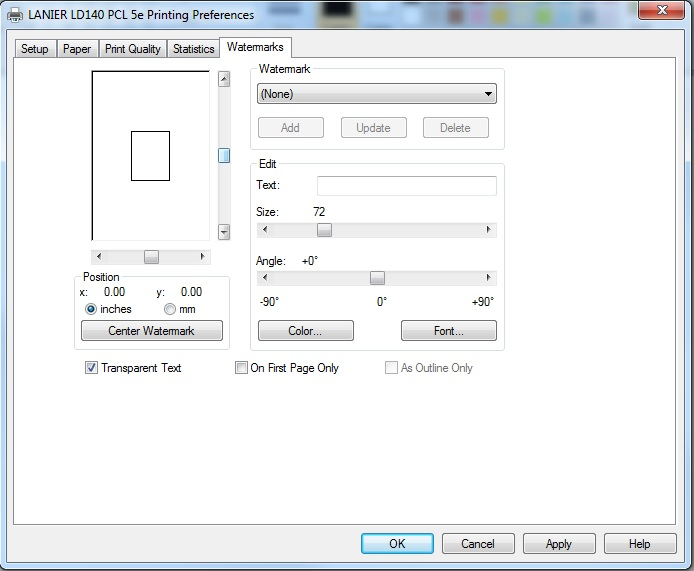 LANIER LD140 PCL 5e Printing Preferences
Setup Paper Print Quality Statistics Watermarks
Watermark
(None)
Add Update Delete
Edit
Text:
Size: 72
Angle: +0°
-90° 0° +90°
Color... Font...
Position
x: 0.00 y: 0.00
inches mm
Center Watermark
Transparent Text On First Page Only As Outline Only
OK Cancel Apply Help